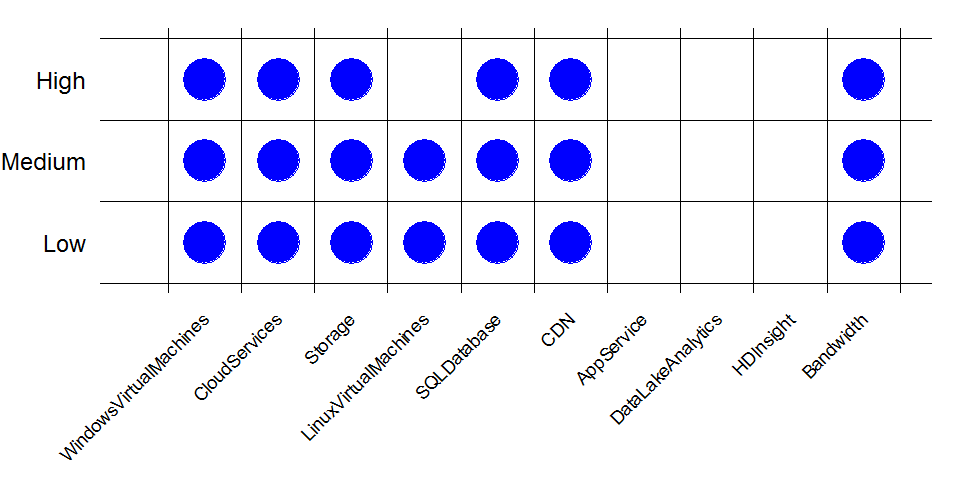 High
Medium
Low
WindowsVirtualMachines
CloudServices
Storage
LinuxVirtualMachines
SQLDatabase
CDN
AppService
DataLakeAnalytics
HDInsight
Bandwidth